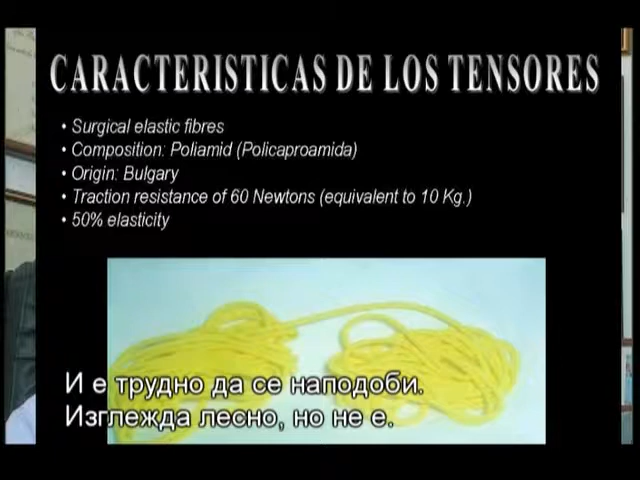 CARACTERISTICAS DE LOS TENSORES
• Surgical elastic fibres
• Composition: Poliamid (Policaproamida)
• Origin: Bulgary
• Traction resistance of 60 Newtons (equivalent to 10 Kg.)
• 50% elasticity
И е трудно да се наподоби.
Изглежда лесно, но не е.